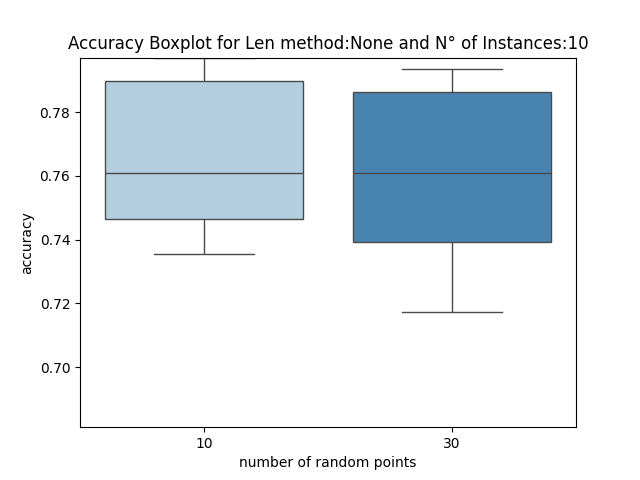 Accuracy Boxplot for Len method:None and N° of Instances:10
0.78
0.76
0.74
0.72
0.70
accuracy
10 30
number of random points